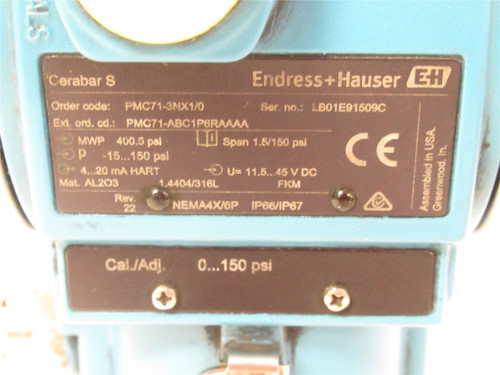 ALS
Cerabar S
Endress+Hauser EH
Order code: PMC71-3NX1/0 Ser. no.: LB01E91509C
Ext. ord. cd.: PMC71-ABC1P6RAAAA
MWP 400.5 psi Span 1.5/150 psi
P -15...150 psi
4...20 mA HART U= 11.5...45 V DC
Mat. AL2O3 1.4404/316L FKM
Rev. 22 NEMA4X/6P IP66/IP67
Assembled in USA,
Greenwood, In.
Cal./Adj. 0...150 psi